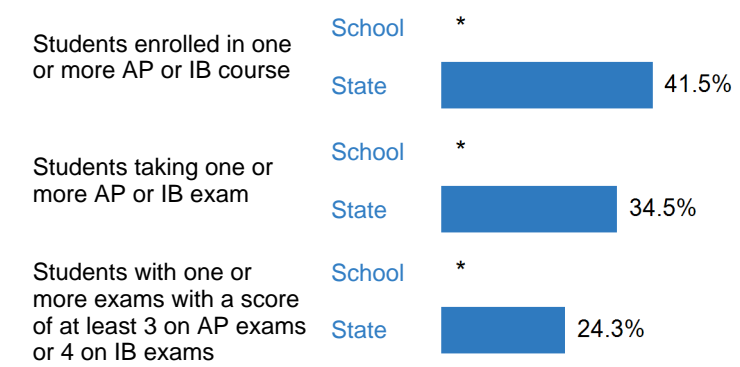 School *
Students enrolled in one
or more AP or IB course
State 41.5%
School *
Students taking one or
more AP or IB exam
State 34.5%
School *
Students with one or
more exams with a score
of at least 3 on AP exams
or 4 on IB exams
State 24.3%